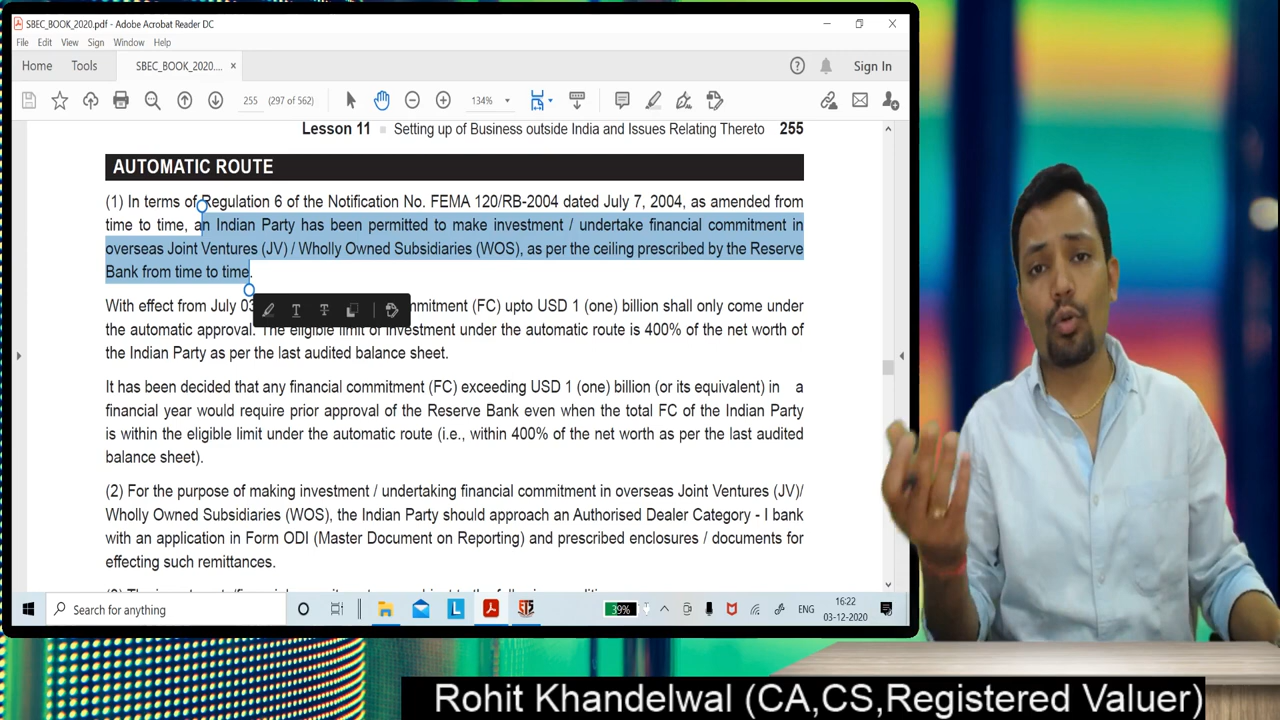 SBEC_BOOK_2020.pdf - Adobe Acrobat Reader DC
File Edit View Sign Window Help
Home Tools SBEC_BOOK_2020.... × Sign In
255 (297 of 562) 134%
Lesson 11 Setting up of Business outside India and Issues Relating Thereto 255
AUTOMATIC ROUTE
(1) In terms of Regulation 6 of the Notification No. FEMA 120/RB-2004 dated July 7, 2004, as amended from
time to time, an Indian Party has been permitted to make investment / undertake financial commitment in
overseas Joint Ventures (JV) / Wholly Owned Subsidiaries (WOS), as per the ceiling prescribed by the Reserve
Bank from time to time.
With effect from July 03 mmitment (FC) upto USD 1 (one) billion shall only come under
the automatic approval. The eligible limit of investment under the automatic route is 400% of the net worth of
the Indian Party as per the last audited balance sheet.
It has been decided that any financial commitment (FC) exceeding USD 1 (one) billion (or its equivalent) in a
financial year would require prior approval of the Reserve Bank even when the total FC of the Indian Party
is within the eligible limit under the automatic route (i.e., within 400% of the net worth as per the last audited
balance sheet).
(2) For the purpose of making investment / undertaking financial commitment in overseas Joint Ventures (JV)/
Wholly Owned Subsidiaries (WOS), the Indian Party should approach an Authorised Dealer Category - I bank
with an application in Form ODI (Master Document on Reporting) and prescribed enclosures / documents for
effecting such remittances.
Search for anything 39% ENG 16:22
03-12-2020
Rohit Khandelwal (CA,CS,Registered Valuer)